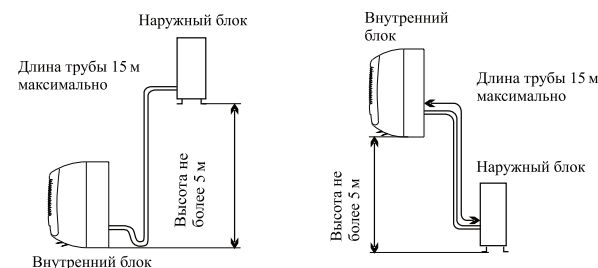 Наружный блок
Длина трубы 15 м
максимально
Высота не
более 5 м
Внутренний блок
Внутренний
блок
Длина трубы 15 м
максимально
Наружный блок
Высота не
более 5 м